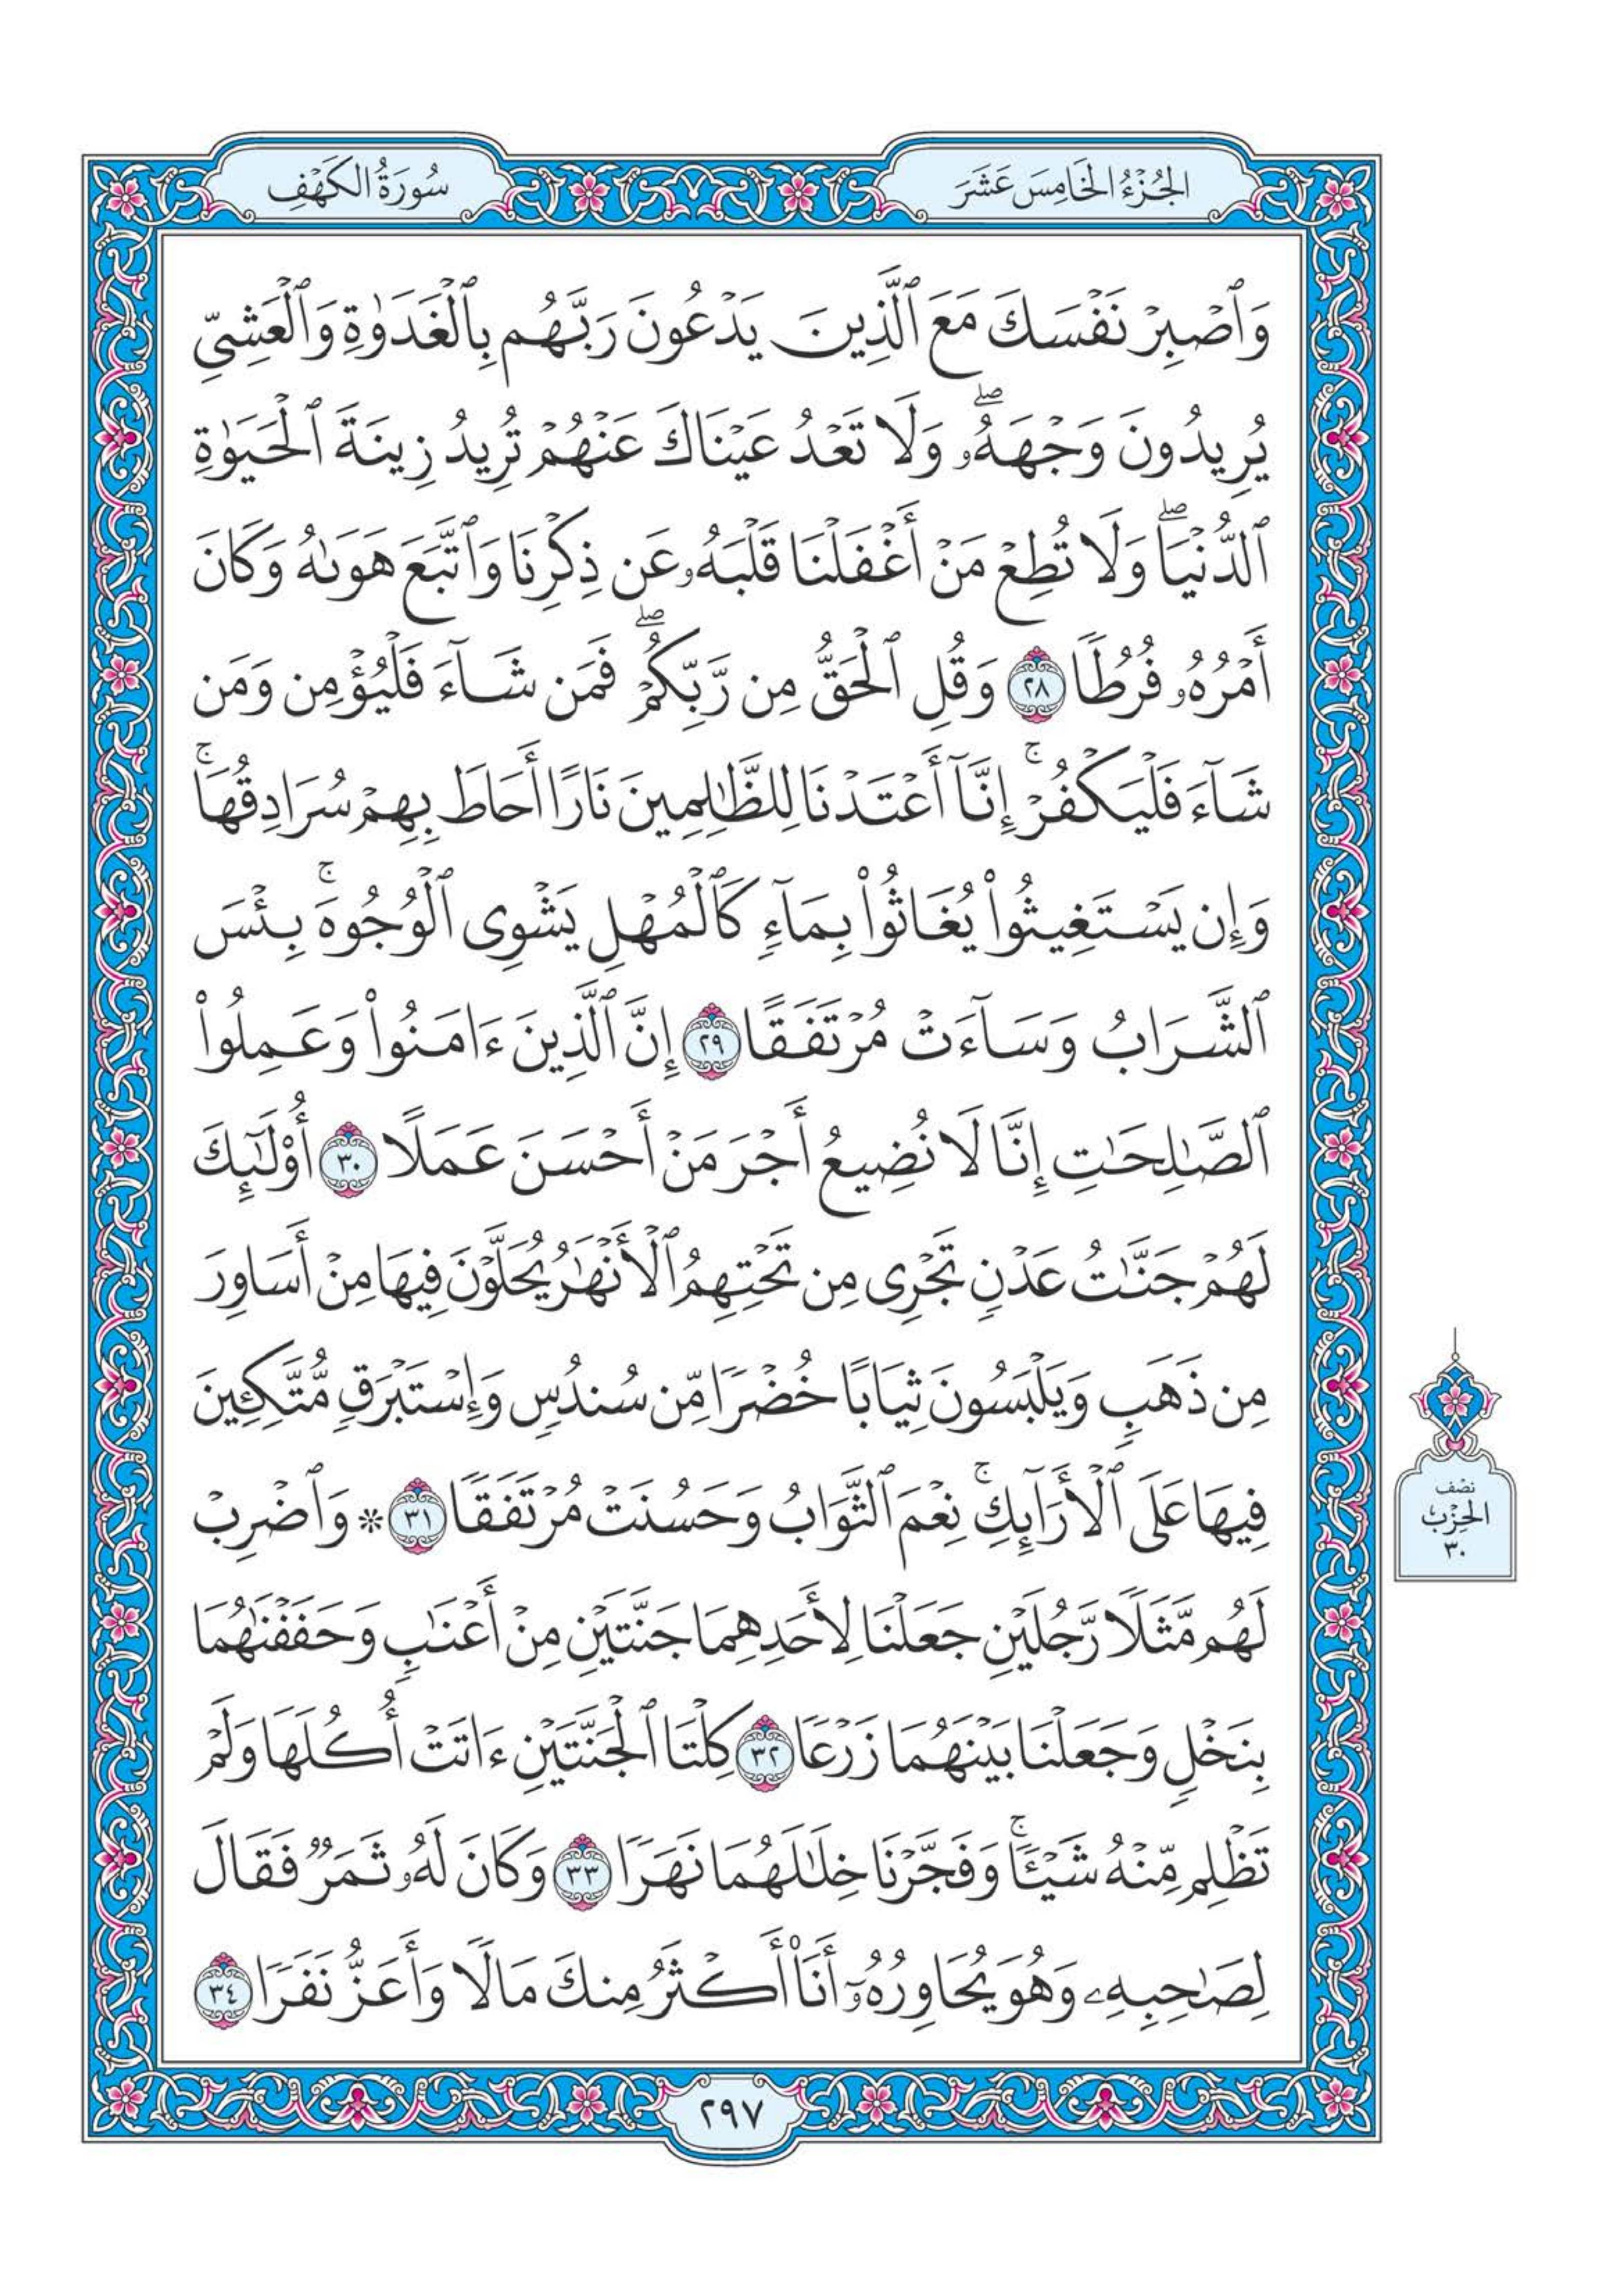 الجُزْءُ الخَامِسَ عَشَرَ
سُورَةُ الكَهْفِ
وَٱصْبِرْ نَفْسَكَ مَعَ ٱلَّذِينَ يَدْعُونَ رَبَّهُم بِٱلْغَدَوٰةِ وَٱلْعَشِىِّ
يُرِيدُونَ وَجْهَهُۥۖ وَلَا تَعْدُ عَيْنَاكَ عَنْهُمْ تُرِيدُ زِينَةَ ٱلْحَيَوٰةِ
ٱلدُّنْيَاۖ وَلَا تُطِعْ مَنْ أَغْفَلْنَا قَلْبَهُۥ عَن ذِكْرِنَا وَٱتَّبَعَ هَوَىٰهُ وَكَانَ
أَمْرُهُۥ فُرُطًا ٢٨ وَقُلِ ٱلْحَقُّ مِن رَّبِّكُمْۖ فَمَن شَآءَ فَلْيُؤْمِن وَمَن
شَآءَ فَلْيَكْفُرْۚ إِنَّآ أَعْتَدْنَا لِلظَّٰلِمِينَ نَارًا أَحَاطَ بِهِمْ سُرَادِقُهَاۚ
وَإِن يَسْتَغِيثُوا۟ يُغَاثُوا۟ بِمَآءٍ كَٱلْمُهْلِ يَشْوِى ٱلْوُجُوهَۚ بِئْسَ
ٱلشَّرَابُ وَسَآءَتْ مُرْتَفَقًا ٢٩ إِنَّ ٱلَّذِينَ ءَامَنُوا۟ وَعَمِلُوا۟
ٱلصَّٰلِحَٰتِ إِنَّا لَا نُضِيعُ أَجْرَ مَنْ أَحْسَنَ عَمَلًا ٣٠ أُو۟لَٰٓئِكَ
لَهُمْ جَنَّٰتُ عَدْنٍ تَجْرِى مِن تَحْتِهِمُ ٱلْأَنْهَٰرُ يُحَلَّوْنَ فِيهَا مِنْ أَسَاوِرَ
مِن ذَهَبٍ وَيَلْبَسُونَ ثِيَابًا خُضْرًا مِّن سُندُسٍ وَإِسْتَبْرَقٍ مُّتَّكِـِٔينَ
فِيهَا عَلَى ٱلْأَرَآئِكِۚ نِعْمَ ٱلثَّوَابُ وَحَسُنَتْ مُرْتَفَقًا ٣١ ۞ وَٱضْرِبْ
لَهُم مَّثَلًا رَّجُلَيْنِ جَعَلْنَا لِأَحَدِهِمَا جَنَّتَيْنِ مِنْ أَعْنَٰبٍ وَحَفَفْنَٰهُمَا
بِنَخْلٍ وَجَعَلْنَا بَيْنَهُمَا زَرْعًا ٣٢ كِلْتَا ٱلْجَنَّتَيْنِ ءَاتَتْ أُكُلَهَا وَلَمْ
تَظْلِم مِّنْهُ شَيْـًٔاۚ وَفَجَّرْنَا خِلَٰلَهُمَا نَهَرًا ٣٣ وَكَانَ لَهُۥ ثَمَرٌ فَقَالَ
لِصَٰحِبِهِۦ وَهُوَ يُحَاوِرُهُۥٓ أَنَا۠ أَكْثَرُ مِنكَ مَالًا وَأَعَزُّ نَفَرًا ٣٤
نصْف
الحِزْب
٣٠
٢٩٧